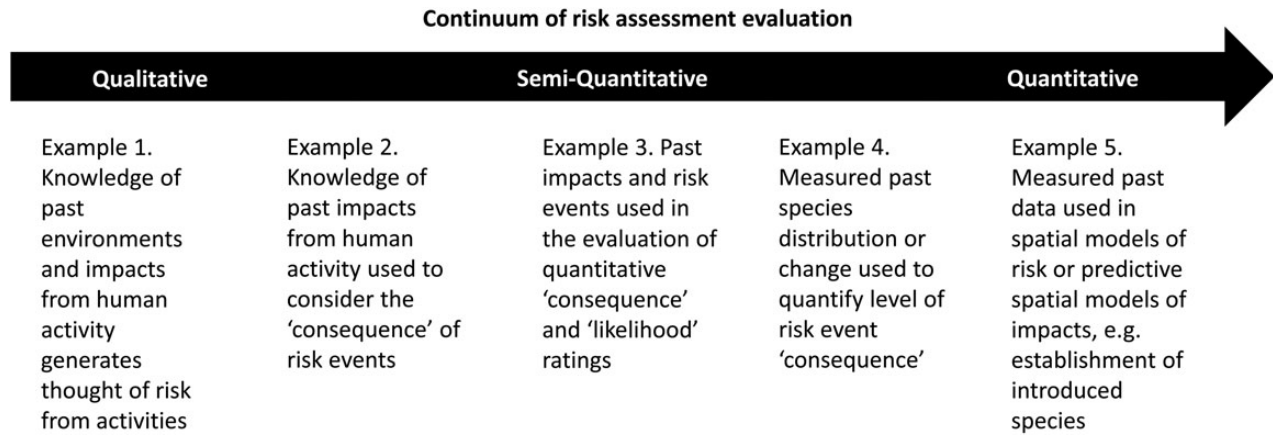 Continuum of risk assessment evaluation
Qualitative
Semi-Quantitative
Quantitative
Example 1.
Knowledge of
past
environments
and impacts
from human
activity
generates
thought of risk
from activities
Example 2.
Knowledge of
past impacts
from human
activity used to
consider the
‘consequence’ of
risk events
Example 3. Past
impacts and risk
events used in
the evaluation of
quantitative
‘consequence’
and ‘likelihood’
ratings
Example 4.
Measured past
species
distribution or
change used to
quantify level of
risk event
‘consequence’
Example 5.
Measured past
data used in
spatial models of
risk or predictive
spatial models of
impacts, e.g.
establishment of
introduced
species